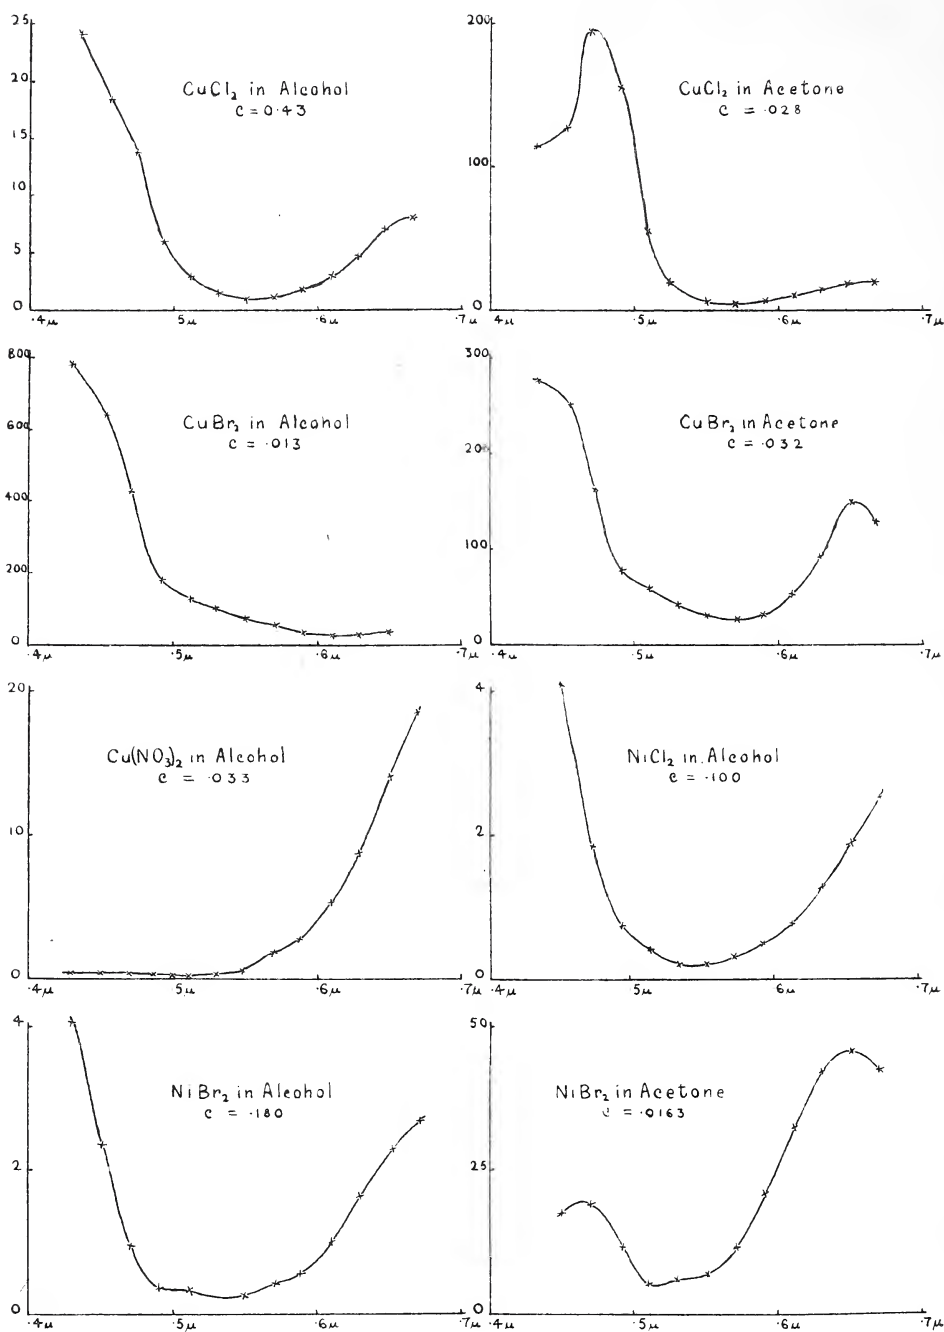 25
20
15
10
5
0
CuCl₂ in Alcohol
c = 0.43
.4μ .5μ .6μ .7μ
200
100
0
CuCl₂ in Acetone
c = .028
.4μ .5μ .6μ .7μ
800
600
400
200
0
CuBr₂ in Alcohol
c = .013
.4μ .5μ .6μ .7μ
300
200
100
0
CuBr₂ in Acetone
c = .032
.4μ .5μ .6μ .7μ
20
10
0
Cu(NO₃)₂ in Alcohol
c = .033
.4μ .5μ .6μ .7μ
4
2
0
NiCl₂ in Alcohol
c = .100
.4μ .5μ .6μ .7μ
4
2
0
NiBr₂ in Alcohol
c = .180
.4μ .5μ .6μ .7μ
50
25
0
NiBr₂ in Acetone
c = .0163
.4μ .5μ .6μ .7μ